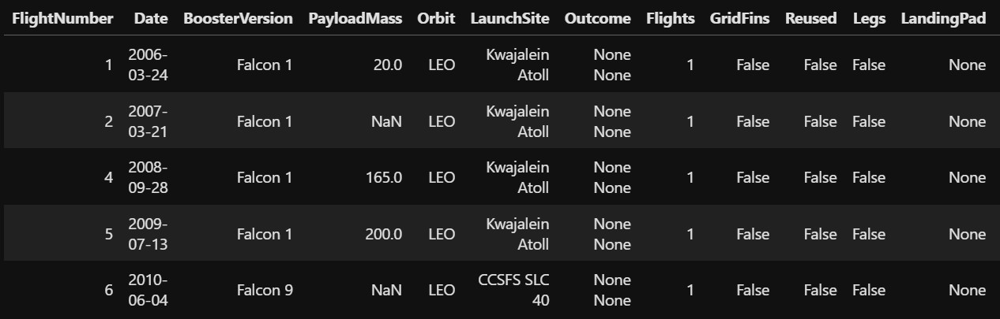 FlightNumber Date BoosterVersion PayloadMass Orbit LaunchSite Outcome Flights GridFins Reused Legs LandingPad
1 2006-03-24 Falcon 1 20.0 LEO Kwajalein Atoll None None 1 False False False None
2 2007-03-21 Falcon 1 NaN LEO Kwajalein Atoll None None 1 False False False None
4 2008-09-28 Falcon 1 165.0 LEO Kwajalein Atoll None None 1 False False False None
5 2009-07-13 Falcon 1 200.0 LEO Kwajalein Atoll None None 1 False False False None
6 2010-06-04 Falcon 9 NaN LEO CCSFS SLC 40 None None 1 False False False None